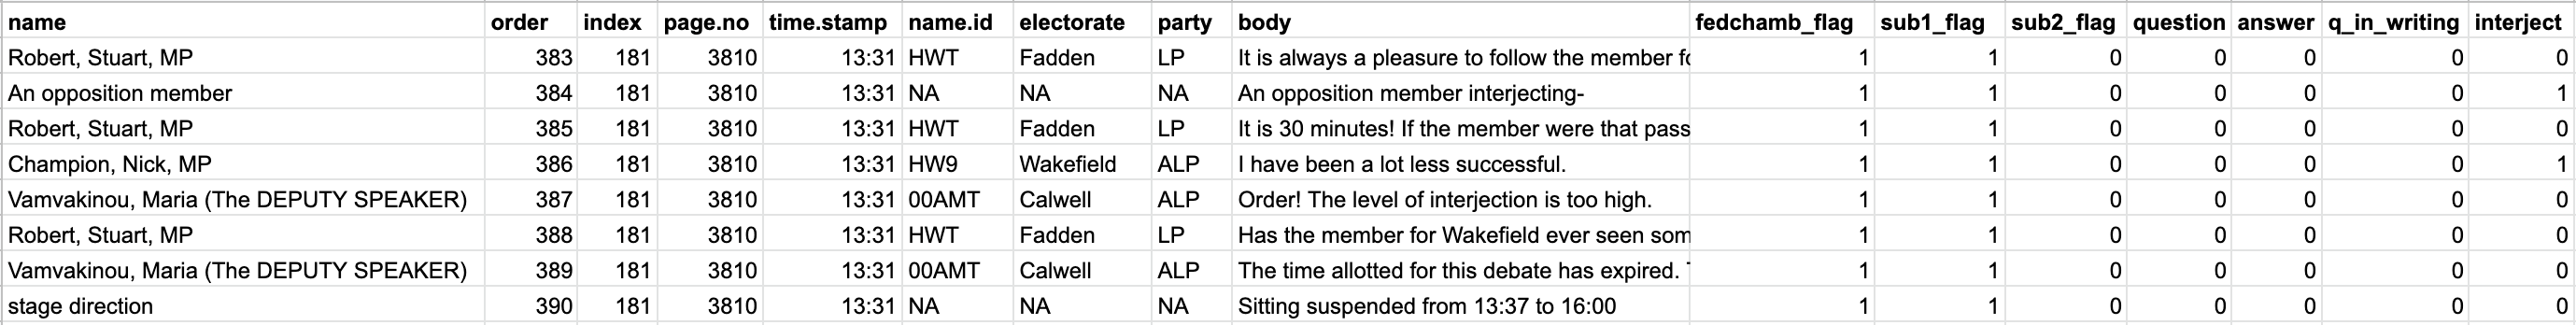 name order index page.no time.stamp name.id electorate party body fedchamb_flag sub1_flag sub2_flag question answer q_in_writing interject
Robert, Stuart, MP 383 181 3810 13:31 HWT Fadden LP It is always a pleasure to follow the member 1 1 0 0 0 0 0
An opposition member 384 181 3810 13:31 NA NA NA An opposition member interjecting- 1 1 0 0 0 0 1
Robert, Stuart, MP 385 181 3810 13:31 HWT Fadden LP It is 30 minutes! If the member were that pass 1 1 0 0 0 0 0
Champion, Nick, MP 386 181 3810 13:31 HW9 Wakefield ALP I have been a lot less successful. 1 1 0 0 0 0 1
Vamvakinou, Maria (The DEPUTY SPEAKER) 387 181 3810 13:31 00AMT Calwell ALP Order! The level of interjection is too high. 1 1 0 0 0 0 0
Robert, Stuart, MP 388 181 3810 13:31 HWT Fadden LP Has the member for Wakefield ever seen som 1 1 0 0 0 0 0
Vamvakinou, Maria (The DEPUTY SPEAKER) 389 181 3810 13:31 00AMT Calwell ALP The time allotted for this debate has expired. 1 1 0 0 0 0 0
stage direction 390 181 3810 13:31 NA NA NA Sitting suspended from 13:37 to 16:00 1 1 0 0 0 0 0